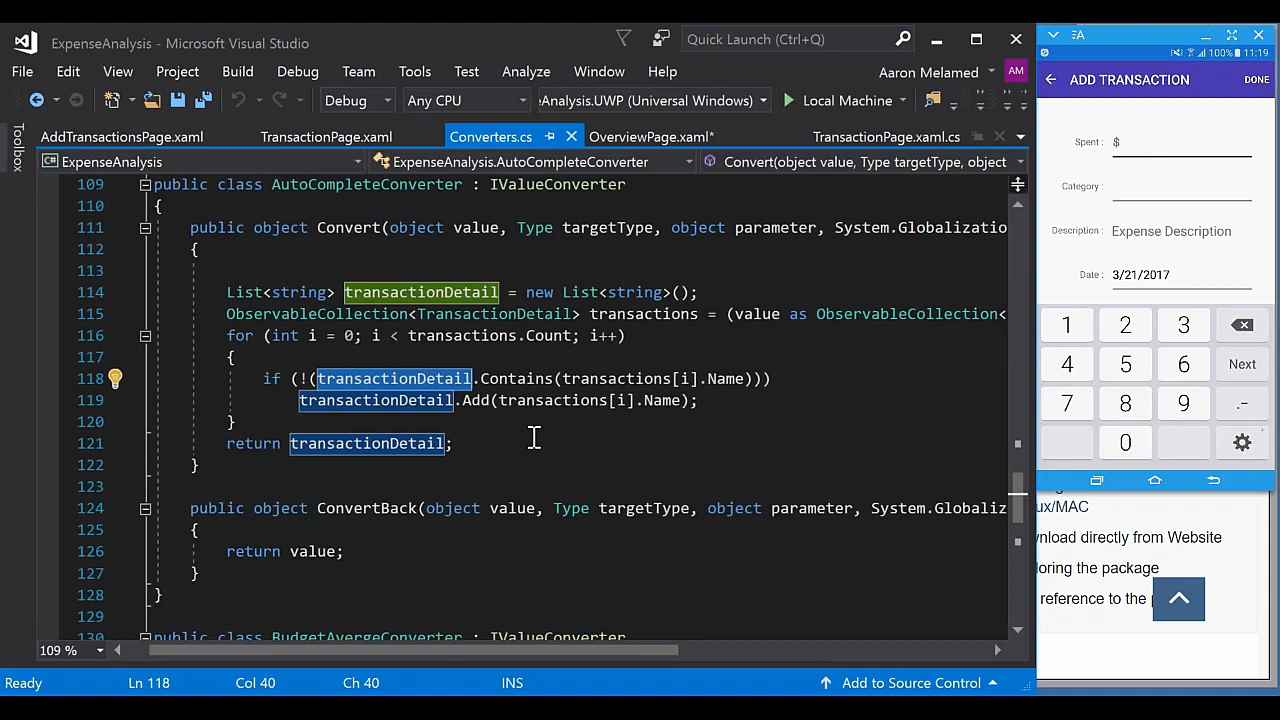 ExpenseAnalysis - Microsoft Visual Studio
Quick Launch (Ctrl+Q)
File Edit View Project Build Debug Team Tools Test Analyze Window Help
Aaron Melamed AM
Debug Any CPU eAnalysis.UWP (Universal Windows) Local Machine
Toolbox
AddTransactionsPage.xaml TransactionPage.xaml Converters.cs OverviewPage.xaml* TransactionPage.xaml.cs
C# ExpenseAnalysis ExpenseAnalysis.AutoCompleteConverter Convert(object value, Type targetType, object
109 public class AutoCompleteConverter : IValueConverter
110 {
111 public object Convert(object value, Type targetType, object parameter, System.Globalizatio
112 {
113
114 List<string> transactionDetail = new List<string>();
115 ObservableCollection<TransactionDetail> transactions = (value as ObservableCollection<
116 for (int i = 0; i < transactions.Count; i++)
117 {
118 if (!(transactionDetail.Contains(transactions[i].Name)))
119 transactionDetail.Add(transactions[i].Name);
120 }
121 return transactionDetail;
122 }
123
124 public object ConvertBack(object value, Type targetType, object parameter, System.Globaliz
125 {
126 return value;
127 }
128 }
129
130 public class BudgetAvergeConverter : IValueConverter
109 %
Ready Ln 118 Col 40 Ch 40 INS Add to Source Control
100% 11:19
ADD TRANSACTION DONE
Spent : $
Category :
Description : Expense Description
Date : 3/21/2017
1 2 3
4 5 6 Next
7 8 9 .-
0
ux/MAC
wnload directly from Website
loring the package
reference to the p